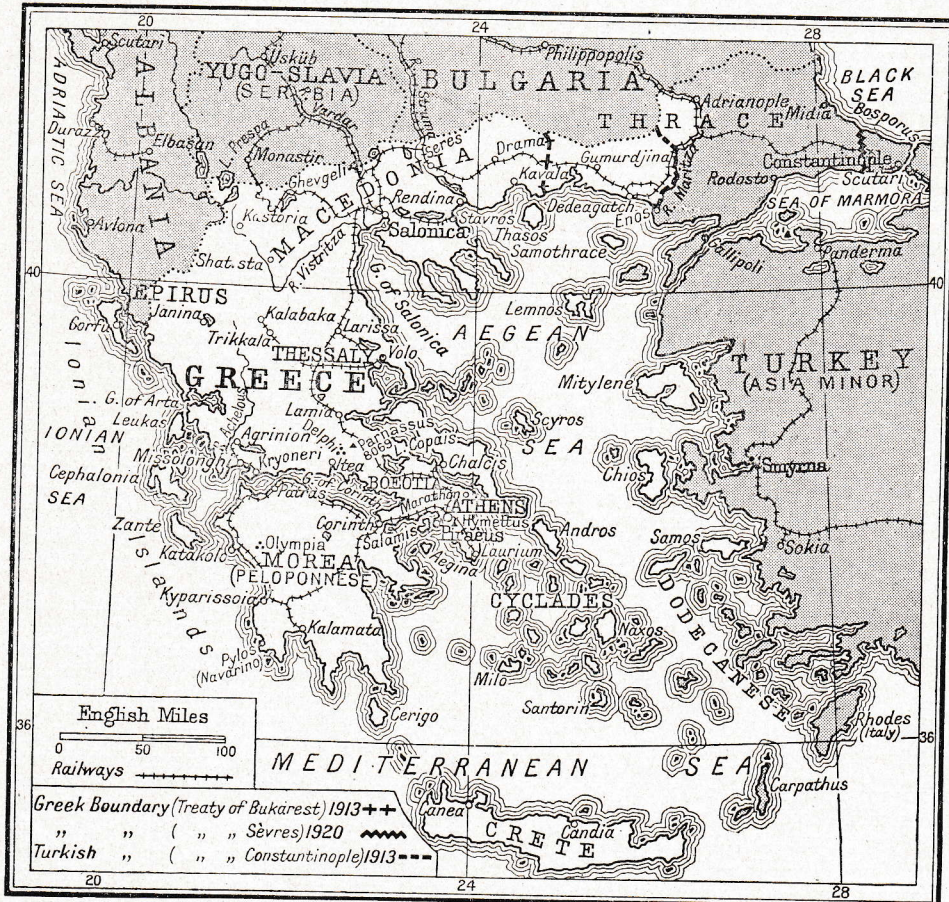 20
24
28
Scutari
Usküb
YUGO-SLAVIA
(SERBIA)
Vardar
R. Struma
BULGARIA
Philippopolis
BLACK SEA
Bosporus
ADRIATIC SEA
ALBANIA
Durazzo
Elbasan
L. Prespa
Monastir
Ghevgeli
Seres
Drama
THRACE
Adrianople
Midia
Kavala
Gumurdjina
R. Maritza
Constantinople
Scutari
Rodosto
SEA OF MARMORA
Dedeagatch
Enos
Gallipoli
Panderma
MACEDONIA
Kastoria
Rendina
Stavros
Salonica
Thasos
Samothrace
Avlona
Shat.sta
R. Vistritza
G. of Salonica
40
40
EPIRUS
Janina
Corfu
Kalabaka
Trikkala
Larissa
THESSALY
Volo
Lemnos
AEGEAN
SEA
GREECE
TURKEY
(ASIA MINOR)
Mitylene
G. of Arta
Leukas
R. Achelous
Lamia
Delphi
Parnassus
Copais
Scyros
IONIAN
SEA
Ionian
Islands
Agrinion
Missolonghi
Kryoneri
Itea
BOEOTIA
Chalcis
Chios
Smyrna
Cephalonia
G. of Corinth
Patras
Marathon
ATHENS
Hymettus
Piraeus
Corinth
Salamis
Andros
Samos
Sokia
Zante
Katakolo
Olympia
MOREA
(PELOPONNESE)
Aegina
Laurium
Kyparissoia
CYCLADES
DODECANESE
Kalamata
Naxos
Pylos
(Navarino)
Milo
Santorin
Rhodes
(Italy)
Cerigo
36
36
MEDITERRANEAN SEA
Carpathus
Canea
Candia
CRETE
English Miles
0 50 100
Railways
Greek Boundary (Treaty of Bukarest) 1913
„ „ ( „ „ Sèvres) 1920
Turkish „ ( „ „ Constantinople) 1913
20
24
28